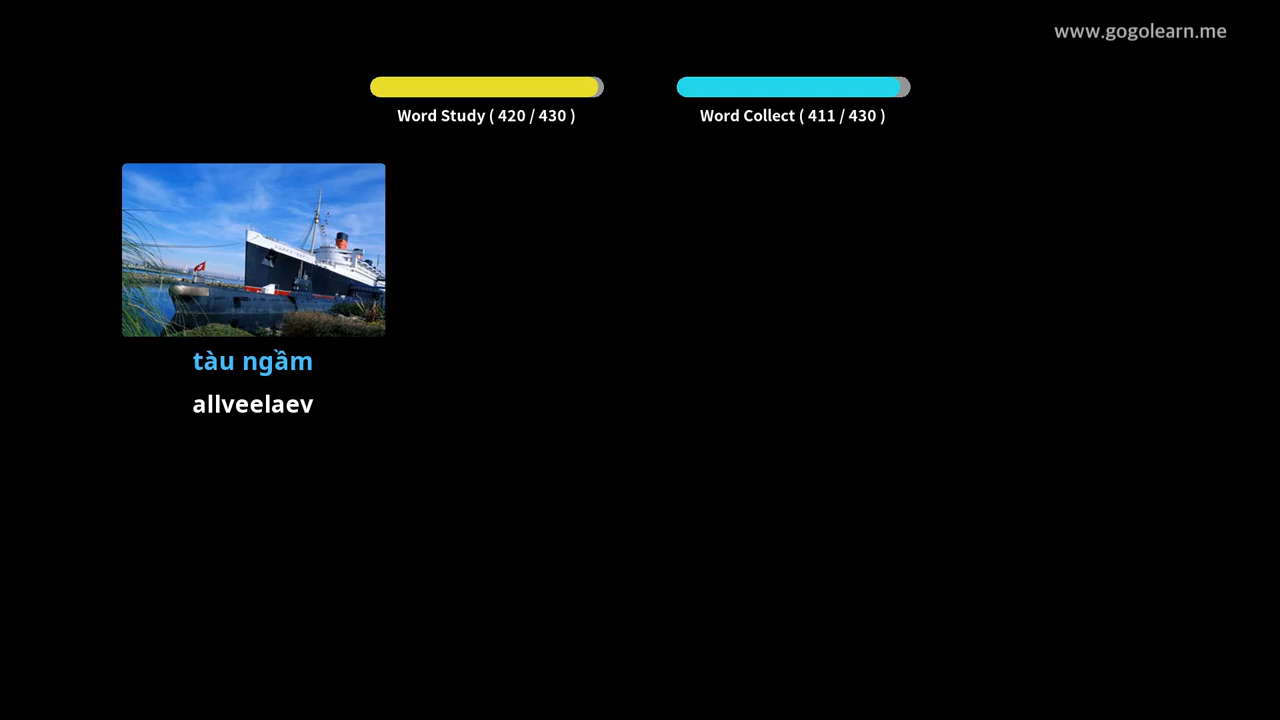 www.gogolearn.me
Word Study ( 420 / 430 )
Word Collect ( 411 / 430 )
tàu ngầm
allveelaev